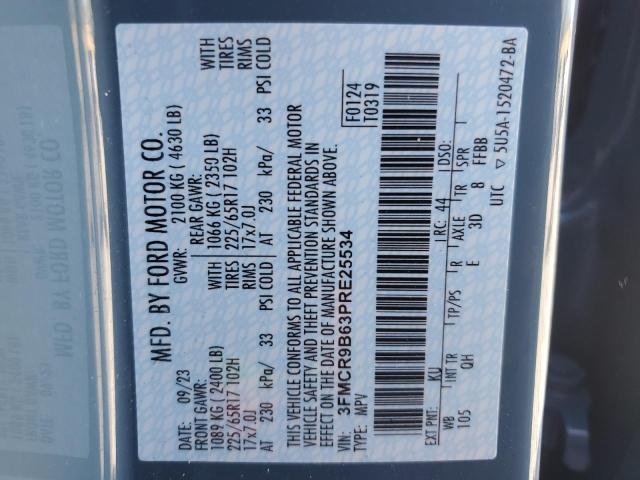 MFD. BY FORD MOTOR CO.
DATE: 09/23 GVWR: 2100 KG ( 4630 LB)
FRONT GAWR: REAR GAWR: WITH
1089 KG ( 2400 LB) 1066 KG ( 2350 LB) TIRES
225/65R17 102H 225/65R17 102H RIMS
17x7.0J TIRES 17x7.0J
AT 230 kPa/ 33 PSI COLD RIMS AT 230 kPa/ 33 PSI COLD
WITH
TIRES
RIMS
THIS VEHICLE CONFORMS TO ALL APPLICABLE FEDERAL MOTOR
VEHICLE SAFETY AND THEFT PREVENTION STANDARDS IN
EFFECT ON THE DATE OF MANUFACTURE SHOWN ABOVE.
3FMCR9B63PRE25534
TYPE: MPV
F0124
T0319
EXT PNT: KU RC: 44 DSO:
WB INT TR TP/PS R AXLE TR SPR
105 QH E 3D 8 FFBB
UTC ▽ 5U5A-1520472-BA